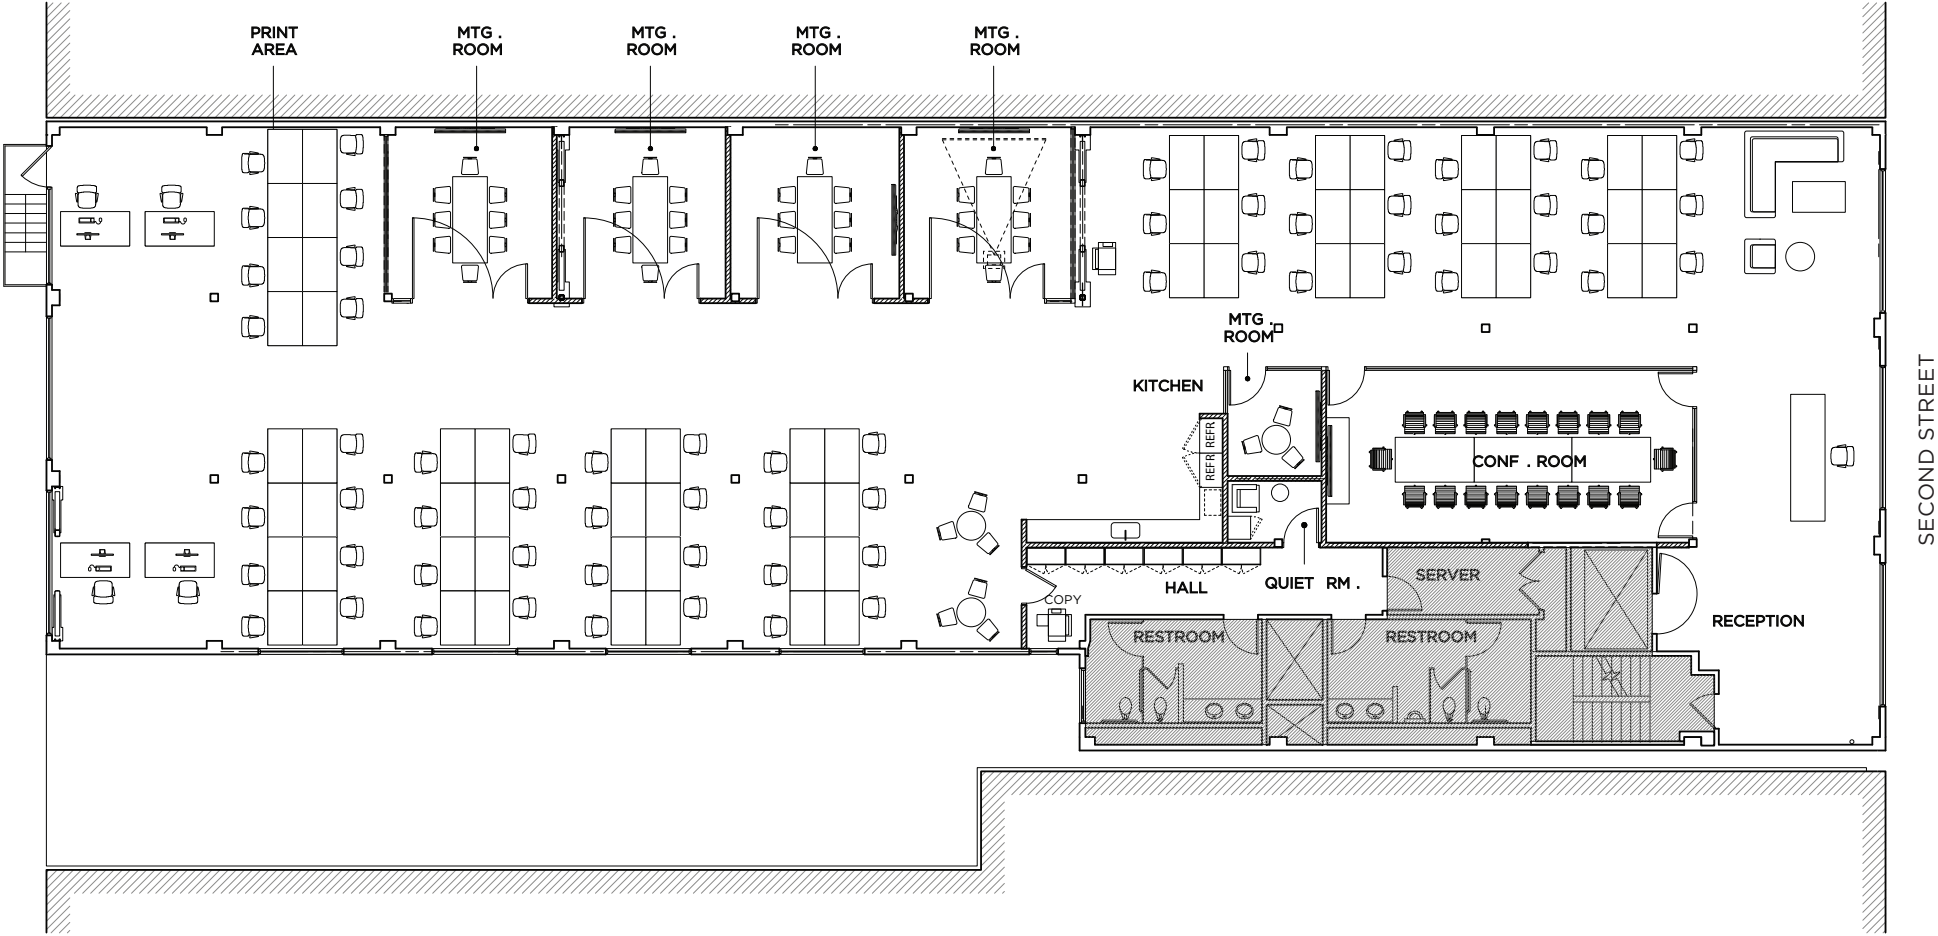 PRINT
AREA
MTG .
ROOM
MTG .
ROOM
MTG .
ROOM
MTG .
ROOM
MTG .
ROOM
KITCHEN
REFR
REFR
CONF . ROOM
SECOND STREET
HALL
QUIET RM .
SERVER
COPY
RESTROOM
RESTROOM
RECEPTION